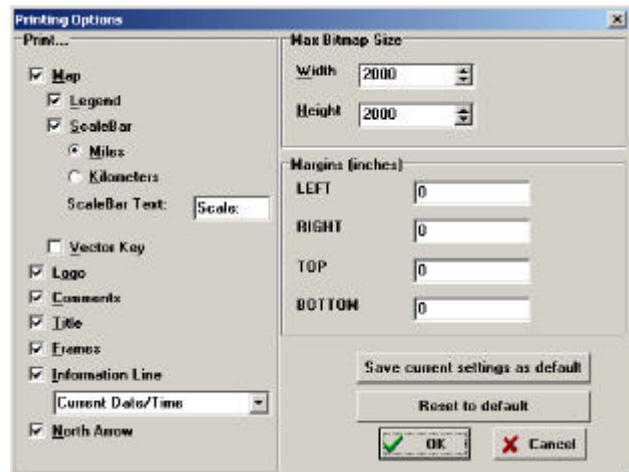 Printing Options
Print...
Map
Legend
ScaleBar
Miles
Kilometers
ScaleBar Text: Scale:
Vector Key
Logo
Comments
Title
Frames
Information Line
Current Date/Time
North Arrow
Max Bitmap Size
Width 2000
Height 2000
Margins (inches)
LEFT 0
RIGHT 0
TOP 0
BOTTOM 0
Save current settings as default
Reset to default
OK Cancel